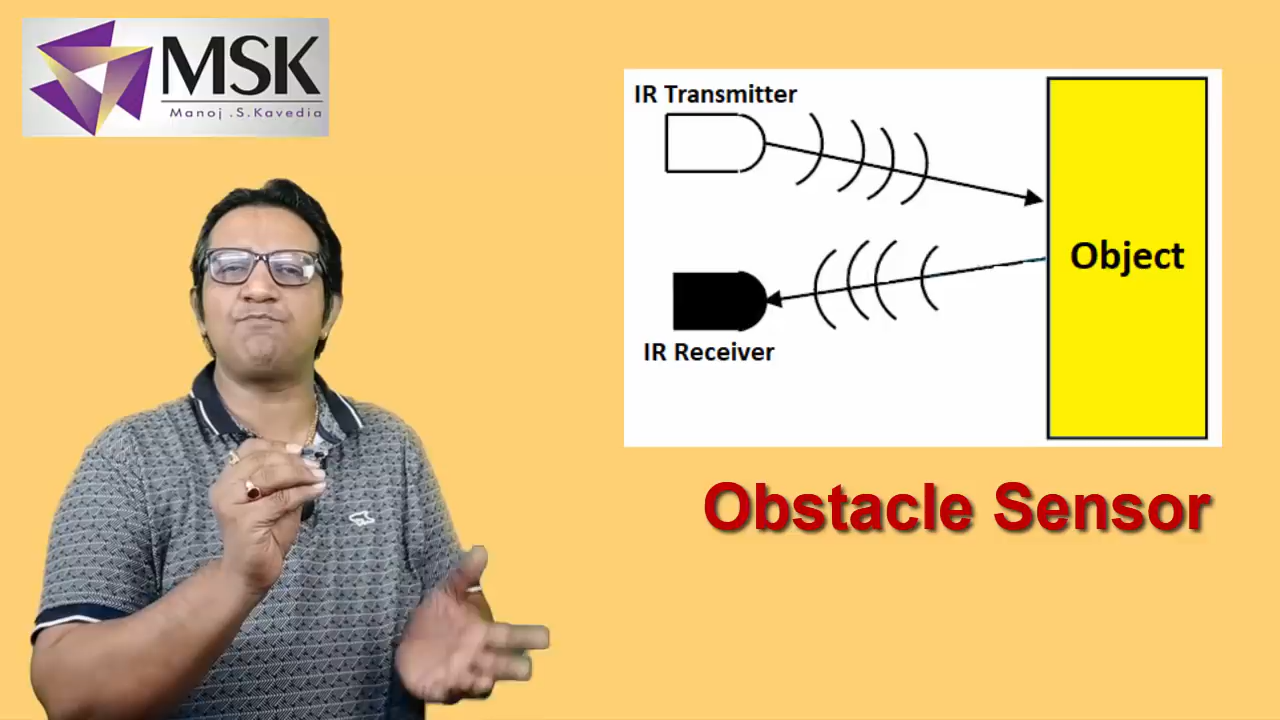 MSK
Manoj .S.Kavedia
IR Transmitter
Object
IR Receiver
Obstacle Sensor